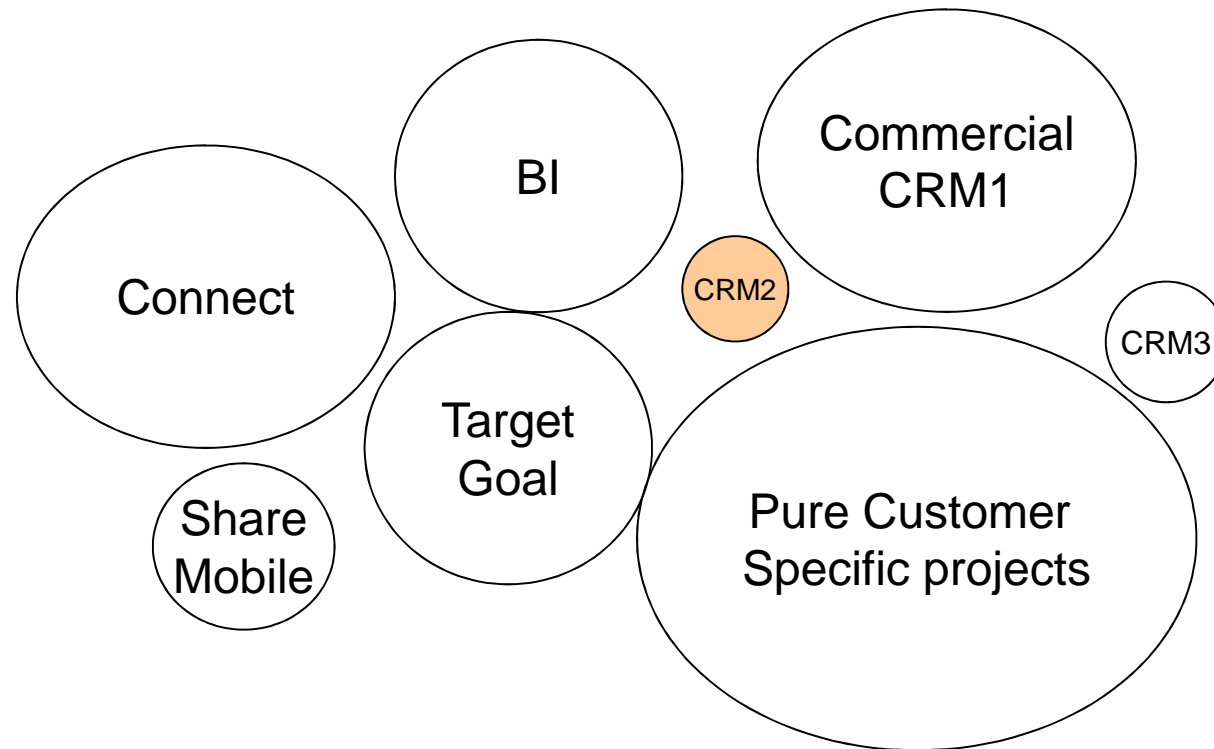 BI
Commercial
CRM1
Connect
CRM2
CRM3
Target
Goal
Share
Mobile
Pure Customer
Specific projects